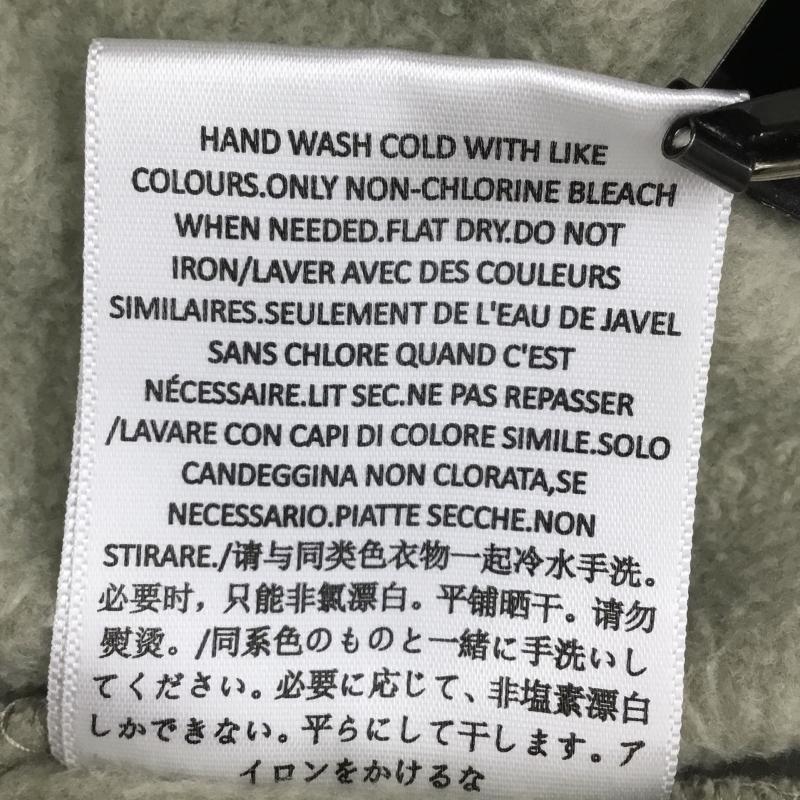 HAND WASH COLD WITH LIKE
COLOURS.ONLY NON-CHLORINE BLEACH
WHEN NEEDED.FLAT DRY.DO NOT
IRON/LAVER AVEC DES COULEURS
SIMILAIRES.SEULEMENT DE L'EAU DE JAVEL
SANS CHLORE QUAND C'EST
NÉCESSAIRE.LIT SEC.NE PAS REPASSER
/LAVARE CON CAPI DI COLORE SIMILE.SOLO
CANDEGGINA NON CLORATA,SE
NECESSARIO.PIATTE SECCHE.NON
STIRARE./请与同类色衣物一起冷水手洗。
必要时，只能非氯漂白。平铺晒干。请勿
熨烫。/同系色のものと一緒に手洗いし
てください。必要に応じて、非塩素漂白
しかできない。平らにして干します。ア
イロンをかけるな